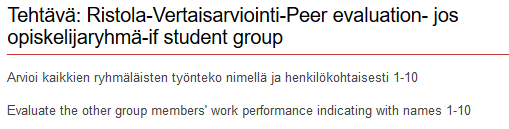 Tehtävä: Ristola-Vertaisarviointi-Peer evaluation- jos
opiskelijaryhmä-if student group
Arvioi kaikkien ryhmäläisten työnteko nimellä ja henkilökohtaisesti 1-10
Evaluate the other group members' work performance indicating with names 1-10